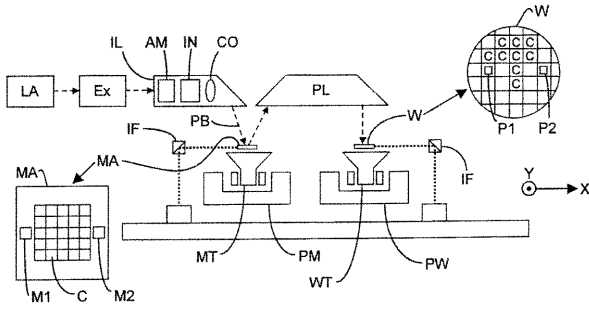 W
IL AM IN CO
C C C
C C C C
C
C
LA Ex PL
PB W P1 P2
IF
MA
MA IF
Y
X
MT PM WT PW
M1 C M2